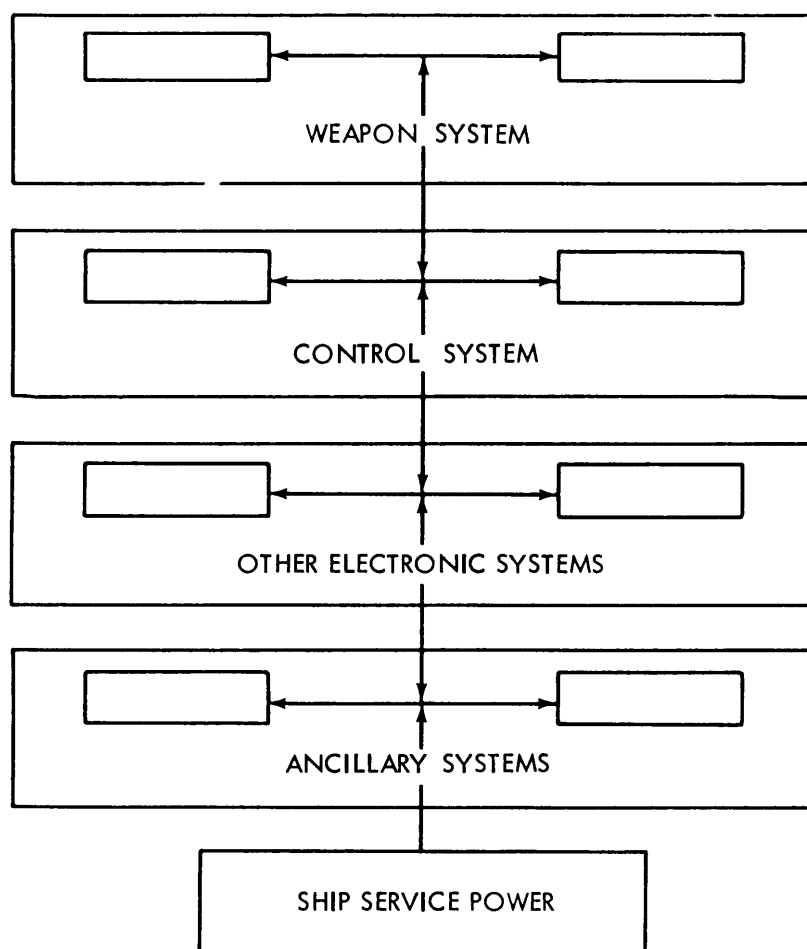 WEAPON SYSTEM
CONTROL SYSTEM
OTHER ELECTRONIC SYSTEMS
ANCILLARY SYSTEMS
SHIP SERVICE POWER